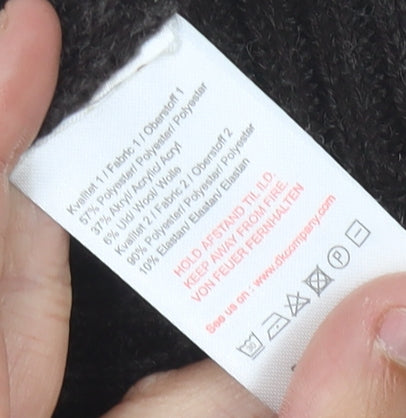 Kvalitet 1 / Fabric 1 / Oberstoff 1
57% Polyester/ Polyester/ Polyester
37% Akryl/ Acrylic/ Acryl
6% Uld/ Wool/ Wolle
Kvalitet 2 / Fabric 2 / Oberstoff 2
90% Polyester/ Polyester/ Polyester
10% Elastan/ Elastan/ Elastan
HOLD AFSTAND TIL ILD.
KEEP AWAY FROM FIRE.
VON FEUER FERNHALTEN
See us on : www.dkcompany.com
30 P